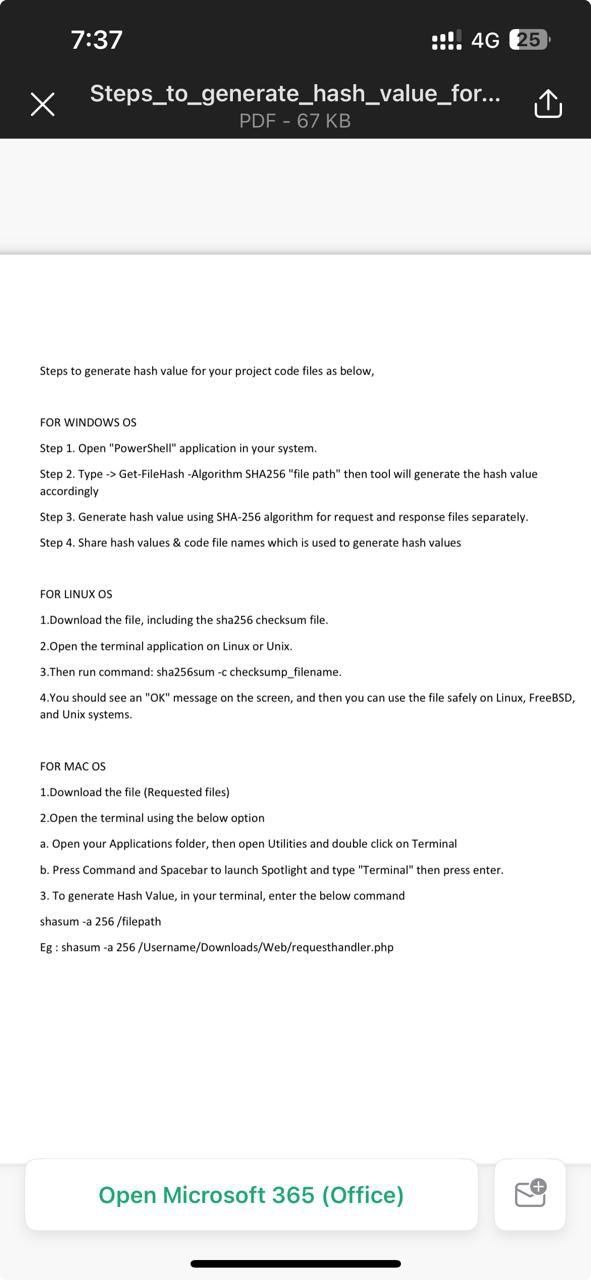 7:37
4G 25
Steps_to_generate_hash_value_for...
PDF - 67 KB
Steps to generate hash value for your project code files as below,
FOR WINDOWS OS
Step 1. Open "PowerShell" application in your system.
Step 2. Type -> Get-FileHash -Algorithm SHA256 "file path" then tool will generate the hash value
accordingly
Step 3. Generate hash value using SHA-256 algorithm for request and response files separately.
Step 4. Share hash values & code file names which is used to generate hash values
FOR LINUX OS
1.Download the file, including the sha256 checksum file.
2.Open the terminal application on Linux or Unix.
3.Then run command: sha256sum -c checksump_filename.
4.You should see an "OK" message on the screen, and then you can use the file safely on Linux, FreeBSD,
and Unix systems.
FOR MAC OS
1.Download the file (Requested files)
2.Open the terminal using the below option
a. Open your Applications folder, then open Utilities and double click on Terminal
b. Press Command and Spacebar to launch Spotlight and type "Terminal" then press enter.
3. To generate Hash Value, in your terminal, enter the below command
shasum -a 256 /filepath
Eg : shasum -a 256 /Username/Downloads/Web/requesthandler.php
Open Microsoft 365 (Office)